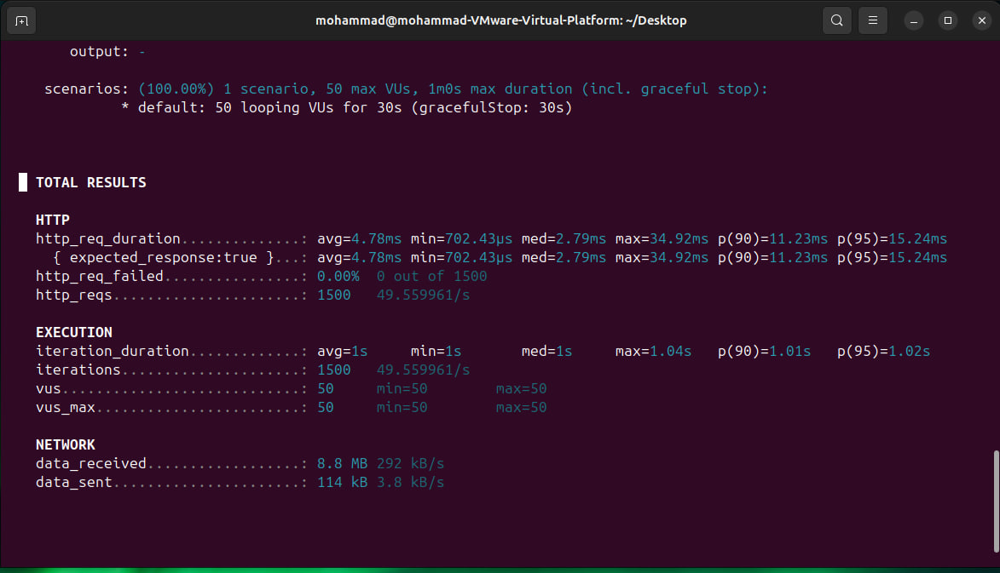 mohammad@mohammad-VMware-Virtual-Platform: ~/Desktop
output: -
scenarios: (100.00%) 1 scenario, 50 max VUs, 1m0s max duration (incl. graceful stop):
* default: 50 looping VUs for 30s (gracefulStop: 30s)
TOTAL RESULTS
HTTP
http_req_duration..............: avg=4.78ms min=702.43µs med=2.79ms max=34.92ms p(90)=11.23ms p(95)=15.24ms
{ expected_response:true }...: avg=4.78ms min=702.43µs med=2.79ms max=34.92ms p(90)=11.23ms p(95)=15.24ms
http_req_failed................: 0.00% 0 out of 1500
http_reqs......................: 1500 49.559961/s
EXECUTION
iteration_duration.............: avg=1s min=1s med=1s max=1.04s p(90)=1.01s p(95)=1.02s
iterations.....................: 1500 49.559961/s
vus............................: 50 min=50 max=50
vus_max........................: 50 min=50 max=50
NETWORK
data_received..................: 8.8 MB 292 kB/s
data_sent......................: 114 kB 3.8 kB/s